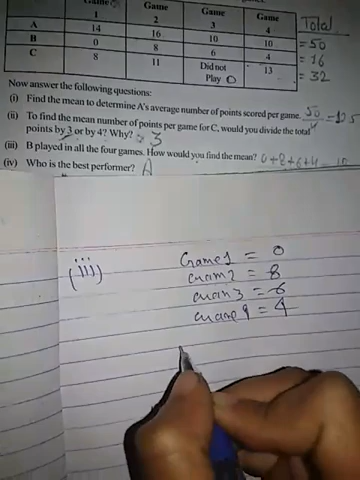 Game Game Game Game
1 2 3 4 Total
A 14 16 10 10 = 50
B 0 8 6 4 = 16
C 8 11 Did not Play 0 13 = 32
Now answer the following questions:
(i) Find the mean to determine A's average number of points scored per game. 50/4 = 12.5
(ii) To find the mean number of points per game for C, would you divide the total
points by 3 or by 4? Why? 3
(iii) B played in all the four games. How would you find the mean? 0+8+6+4
(iv) Who is the best performer? A
(iii) Game 1 = 0
Gam 2 = 8
Gam 3 = 6
Game 4 = 4